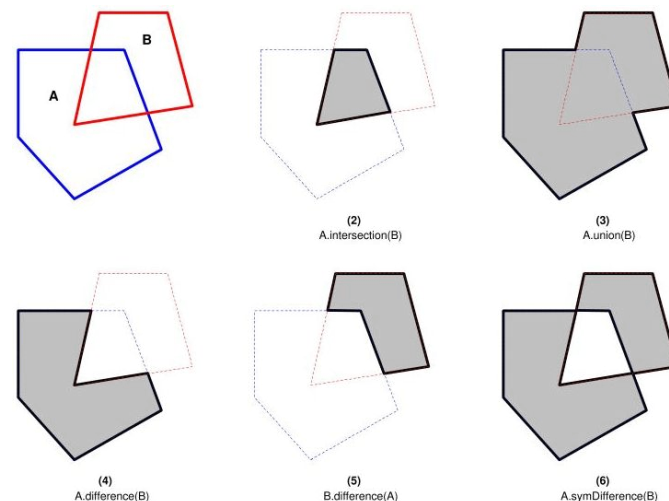 B
A
(2)
A.intersection(B)
(3)
A.union(B)
(4)
A.difference(B)
(5)
B.difference(A)
(6)
A.symDifference(B)